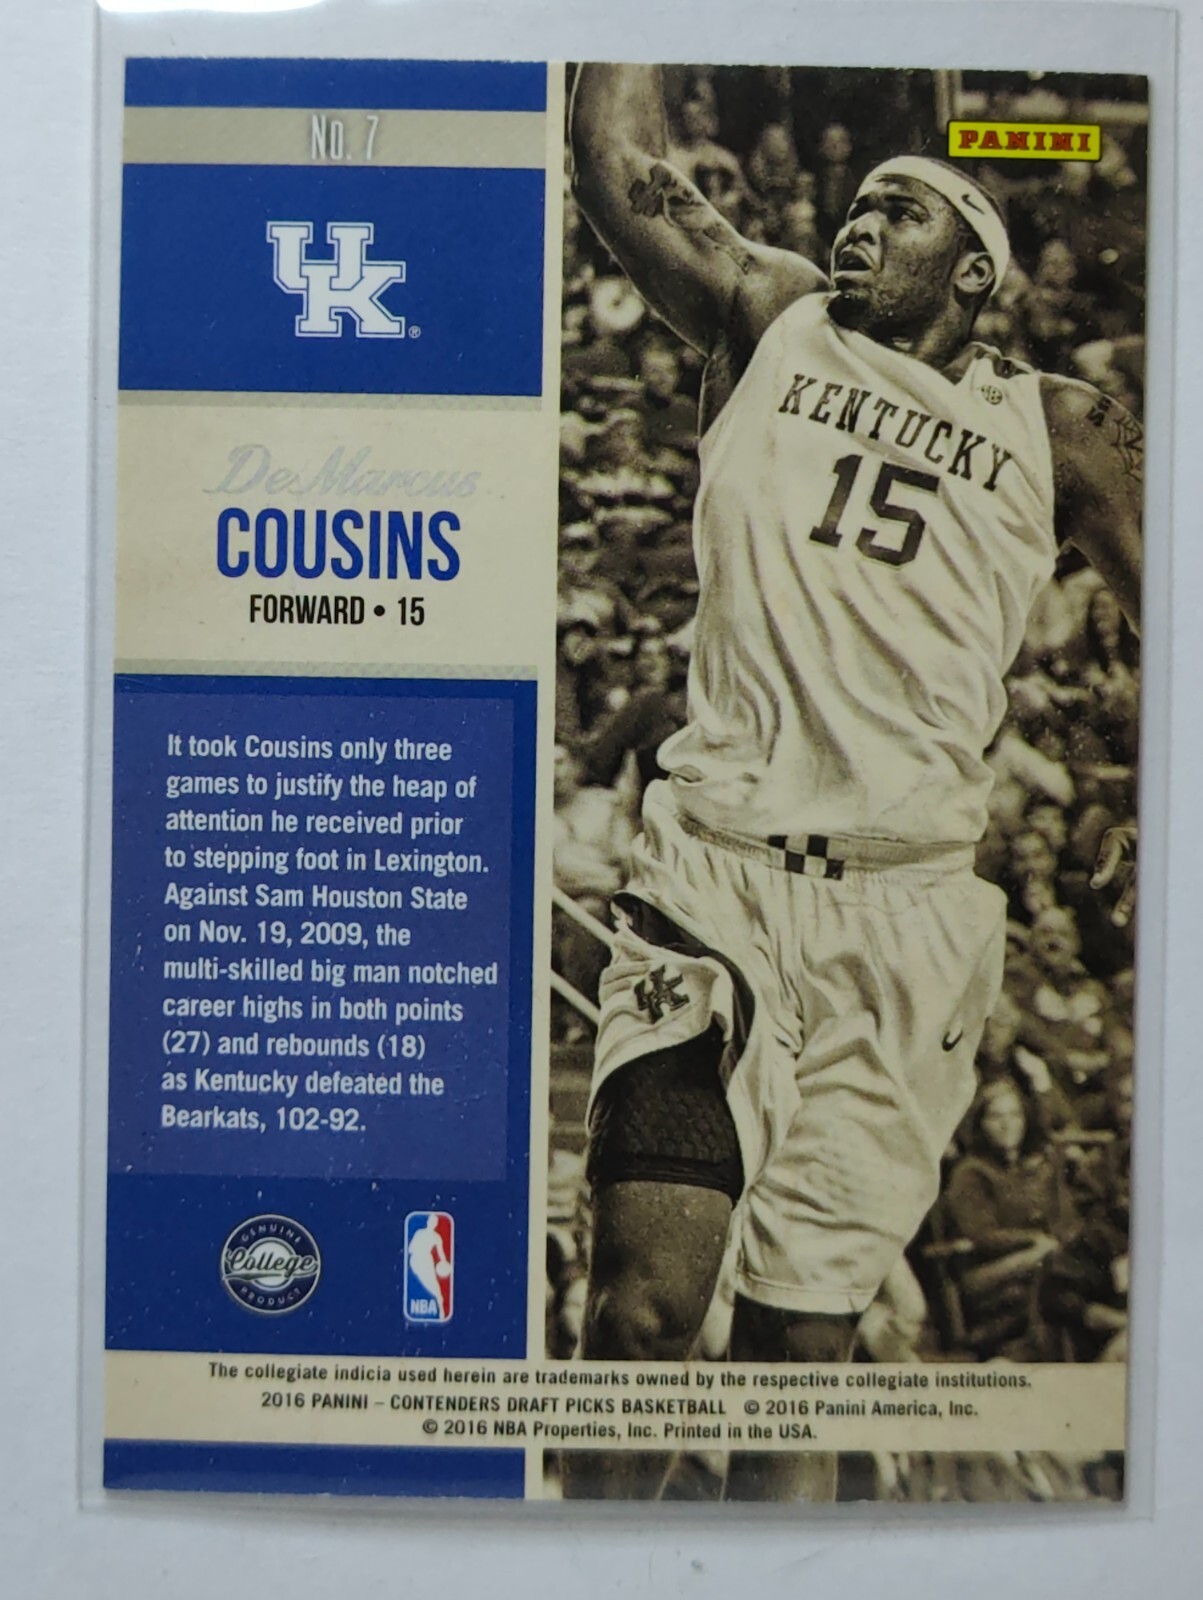 No. 7
PANINI
UK®
DeMarcus
COUSINS
FORWARD • 15
KENTUCKY
15
It took Cousins only three
games to justify the heap of
attention he received prior
to stepping foot in Lexington.
Against Sam Houston State
on Nov. 19, 2009, the
multi-skilled big man notched
career highs in both points
(27) and rebounds (18)
as Kentucky defeated the
Bearkats, 102-92.
UK
GENUINE
College
PRODUCT
NBA
The collegiate indicia used herein are trademarks owned by the respective collegiate institutions.
2016 PANINI – CONTENDERS DRAFT PICKS BASKETBALL © 2016 Panini America, Inc.
© 2016 NBA Properties, Inc. Printed in the USA.